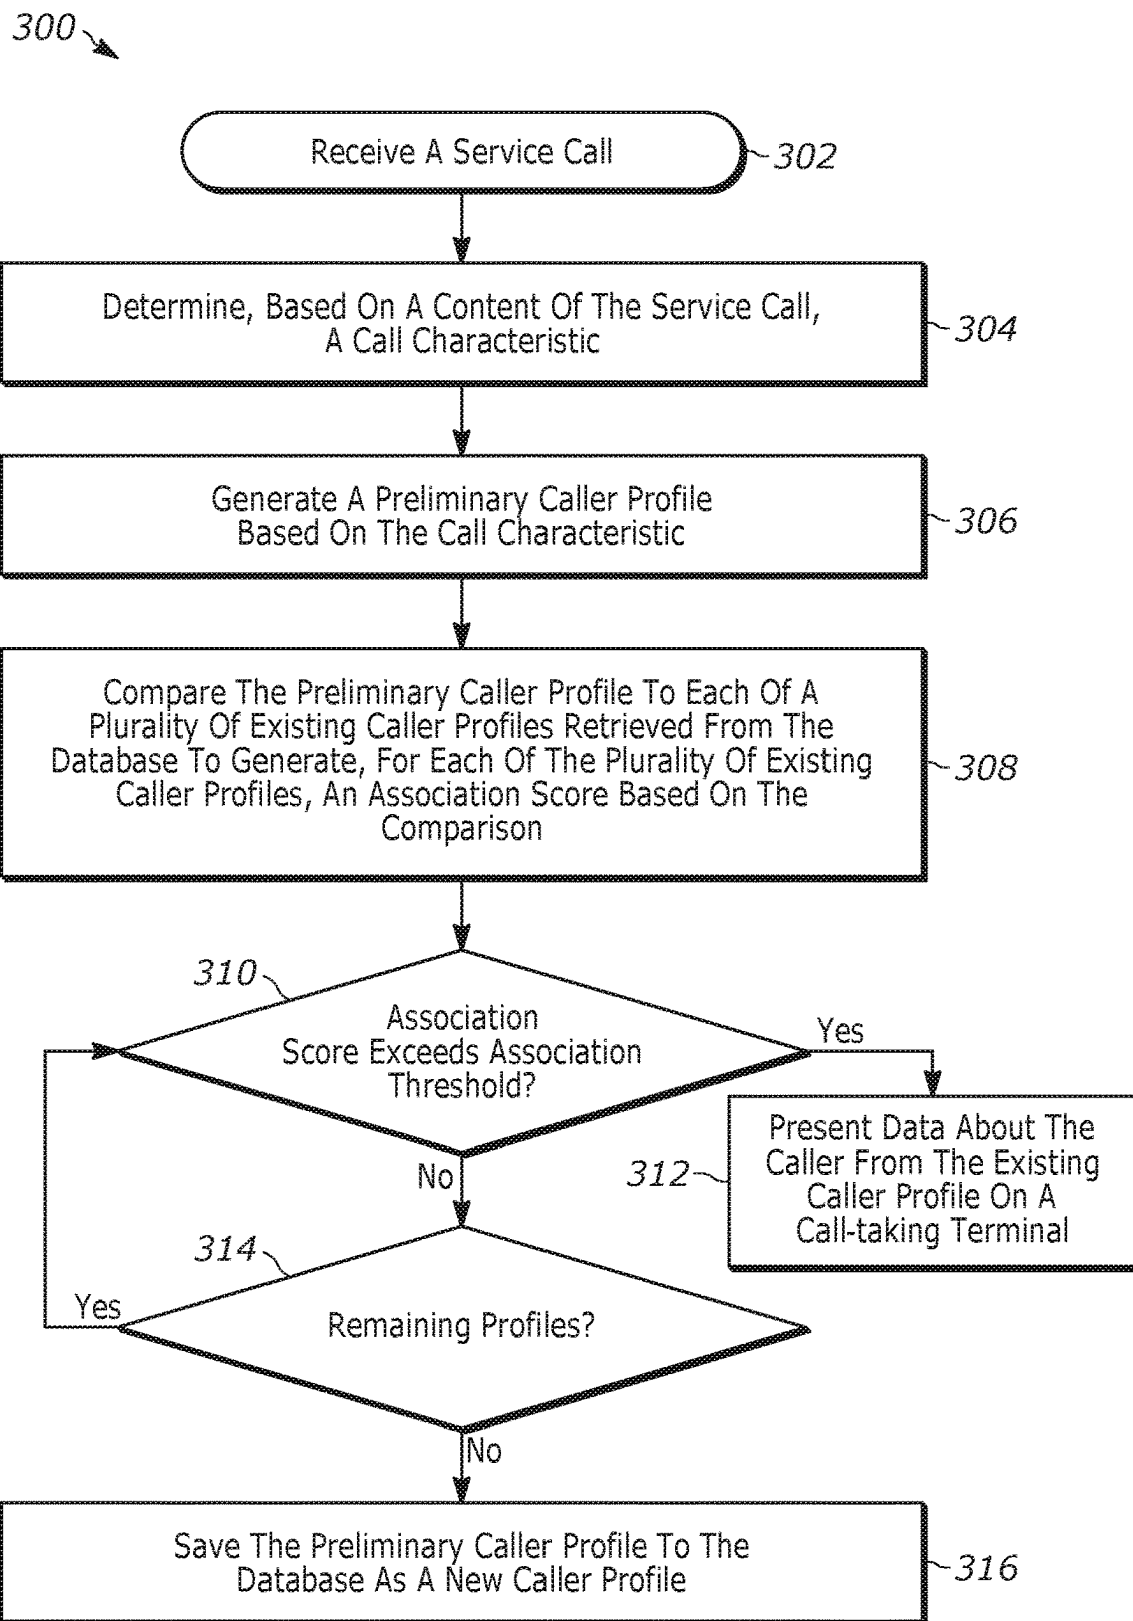 300
Receive A Service Call
302
Determine, Based On A Content Of The Service Call,
A Call Characteristic
304
Generate A Preliminary Caller Profile
Based On The Call Characteristic
306
Compare The Preliminary Caller Profile To Each Of A
Plurality Of Existing Caller Profiles Retrieved From The
Database To Generate, For Each Of The Plurality Of Existing
Caller Profiles, An Association Score Based On The
Comparison
308
310
Association
Score Exceeds Association
Threshold?
Yes
No
Present Data About The
Caller From The Existing
Caller Profile On A
Call-taking Terminal
312
314
Remaining Profiles?
Yes
No
Save The Preliminary Caller Profile To The
Database As A New Caller Profile
316